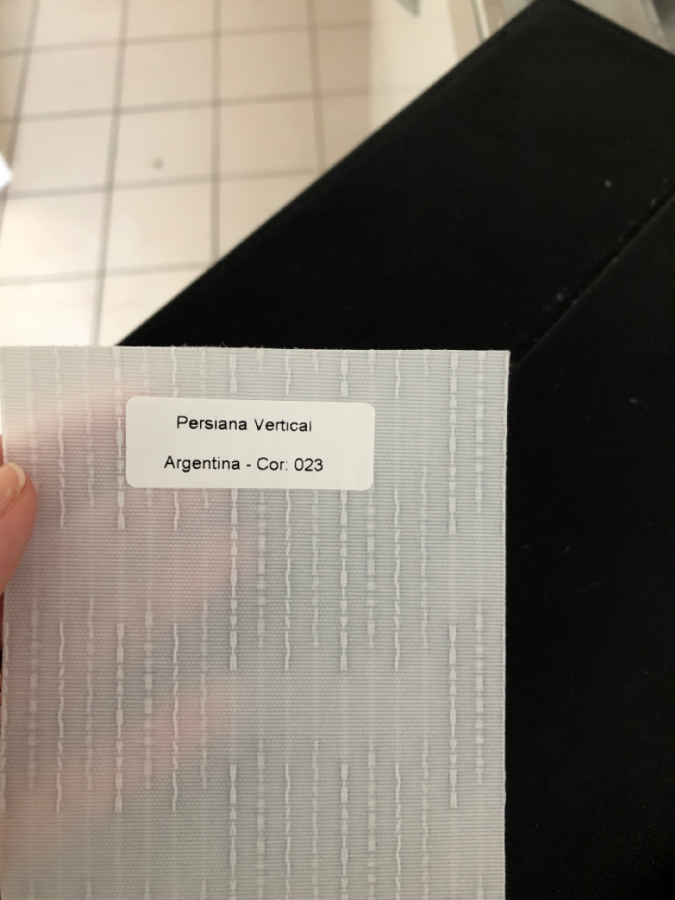 Persiana Vertical
Argentina - Cor: 023